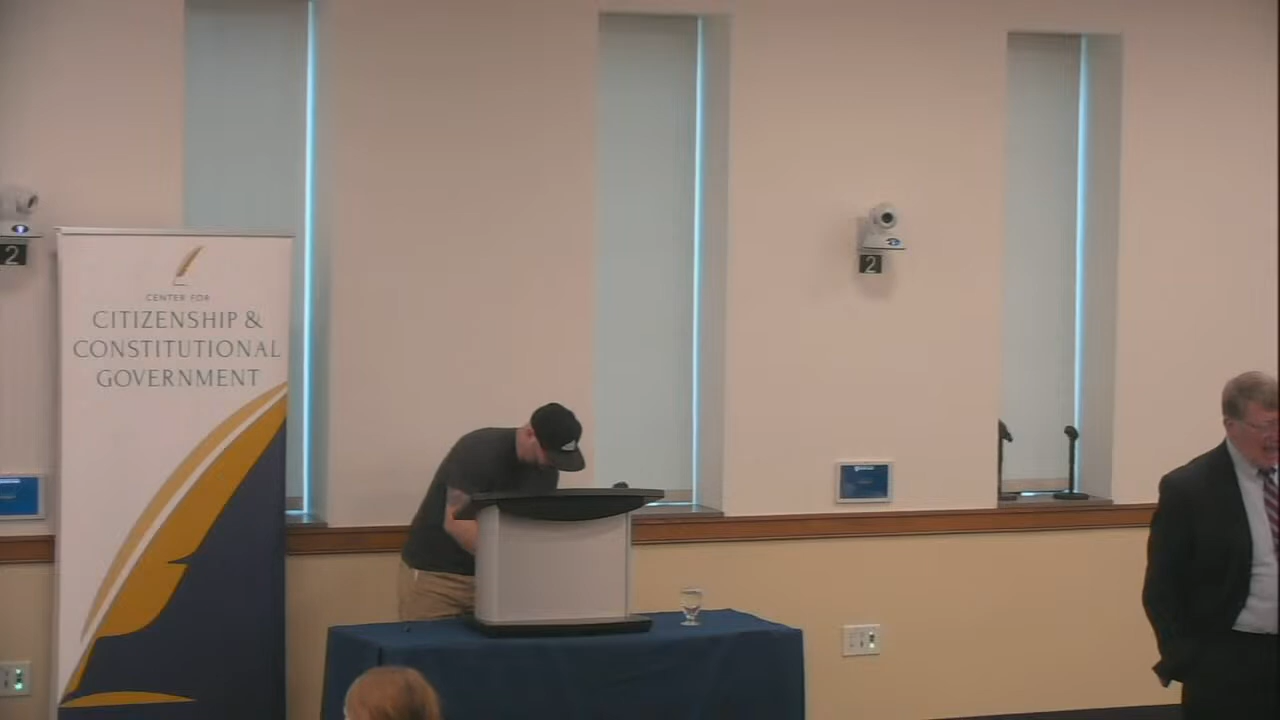 CENTER FOR
CITIZENSHIP &
CONSTITUTIONAL
GOVERNMENT
2
2